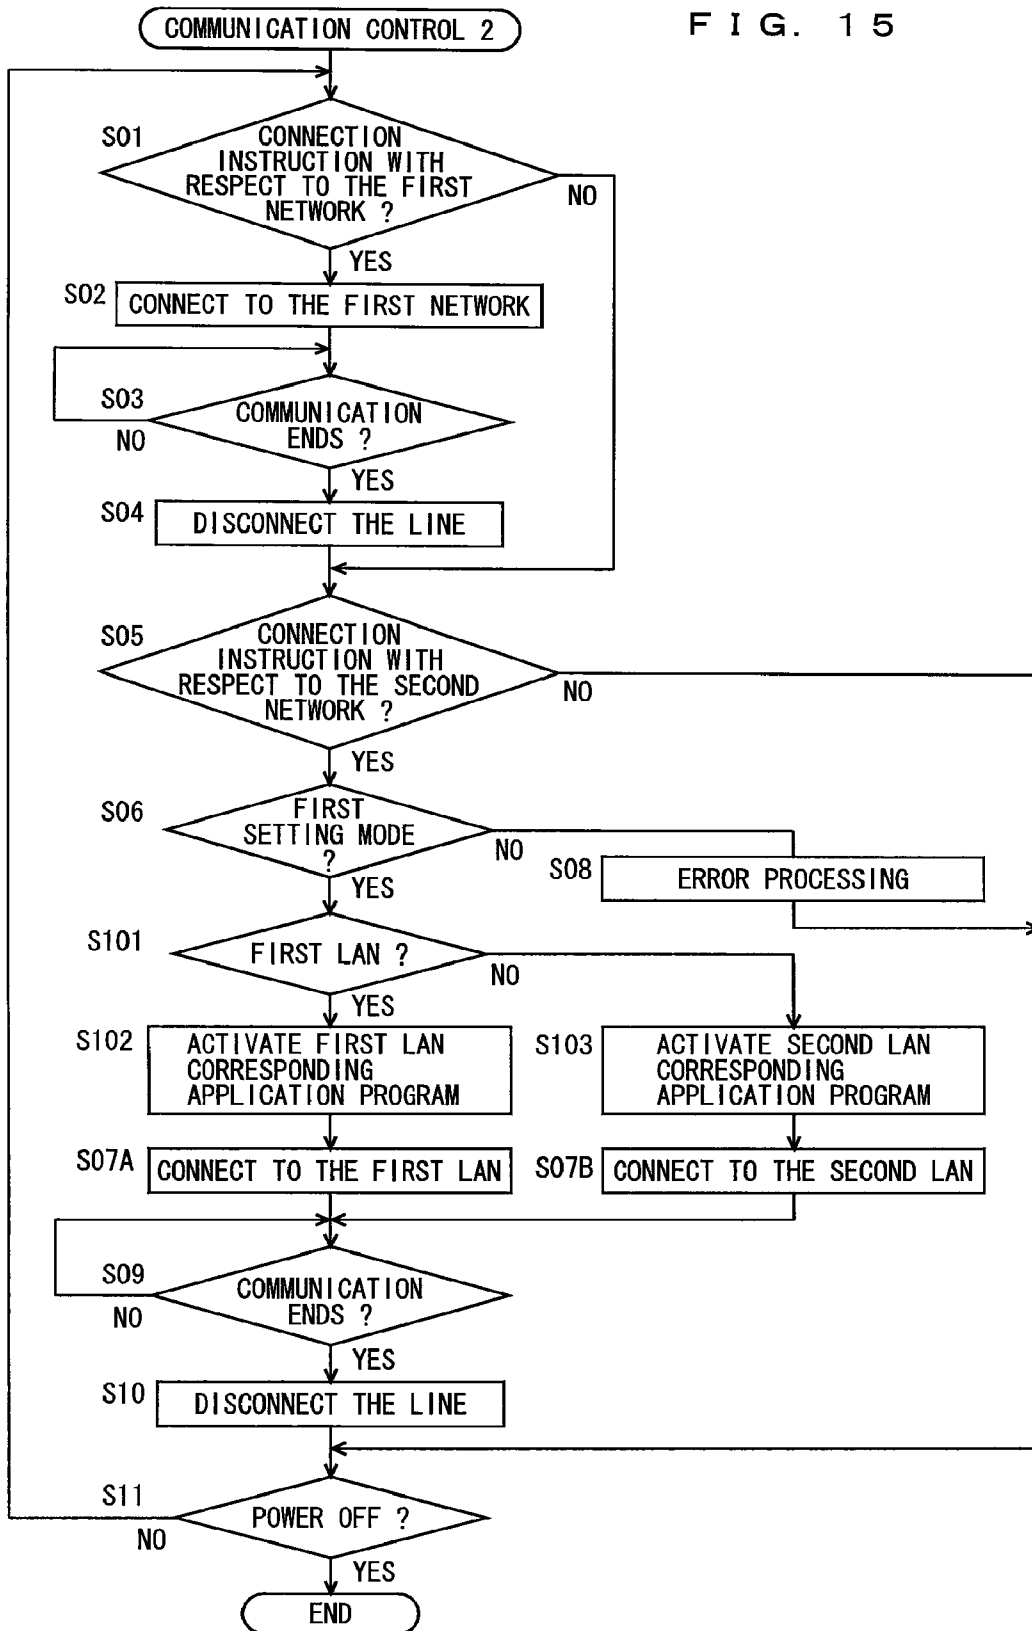 FIG. 15
COMMUNICATION CONTROL 2
S01
CONNECTION
INSTRUCTION WITH
RESPECT TO THE FIRST
NETWORK ?
NO
YES
S02
CONNECT TO THE FIRST NETWORK
S03
COMMUNICATION
ENDS ?
NO
YES
S04
DISCONNECT THE LINE
S05
CONNECTION
INSTRUCTION WITH
RESPECT TO THE SECOND
NETWORK ?
NO
YES
S06
FIRST
SETTING MODE
?
NO
YES
S08
ERROR PROCESSING
S101
FIRST LAN ?
NO
YES
S102
ACTIVATE FIRST LAN
CORRESPONDING
APPLICATION PROGRAM
S103
ACTIVATE SECOND LAN
CORRESPONDING
APPLICATION PROGRAM
S07A
CONNECT TO THE FIRST LAN
S07B
CONNECT TO THE SECOND LAN
S09
COMMUNICATION
ENDS ?
NO
YES
S10
DISCONNECT THE LINE
S11
POWER OFF ?
NO
YES
END